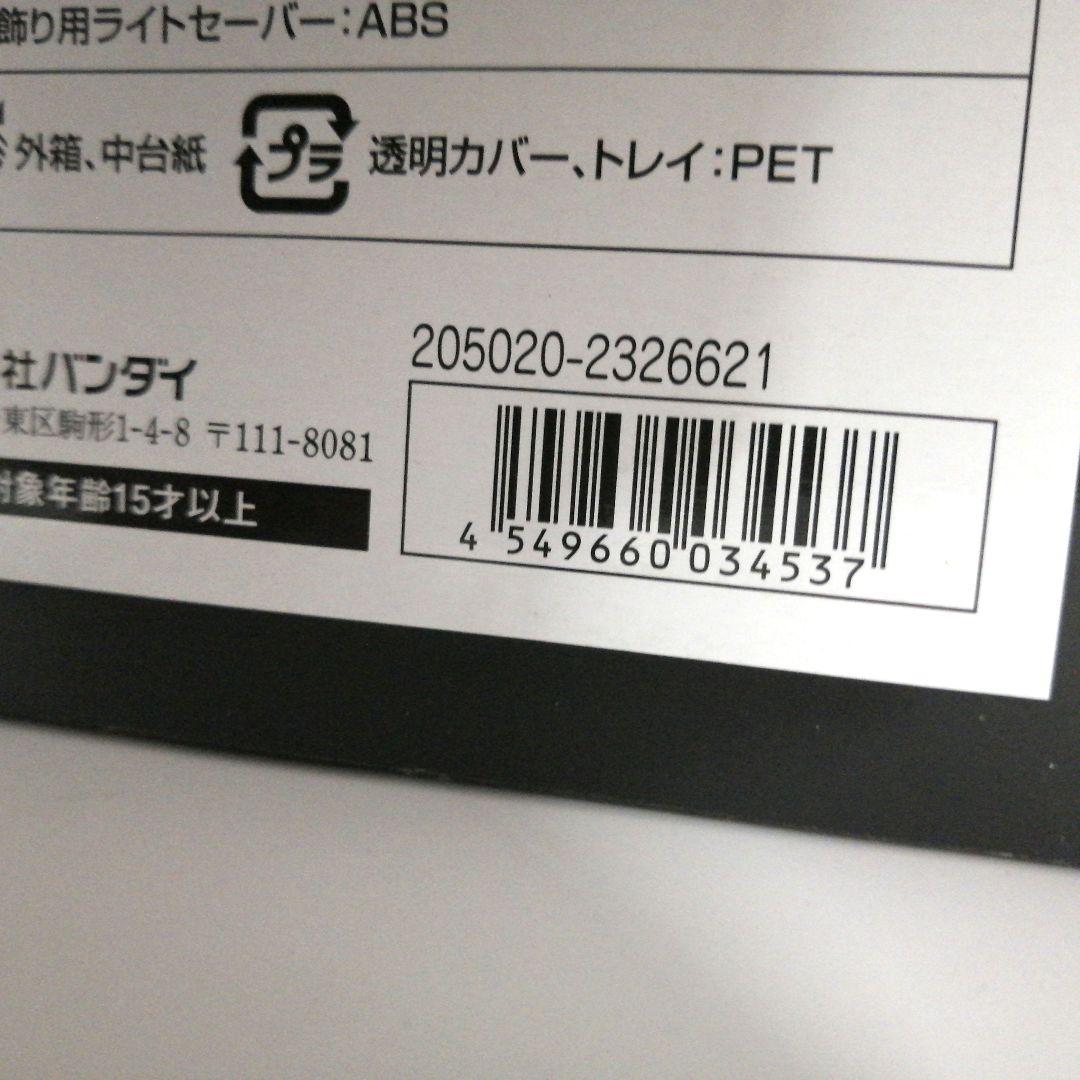 飾り用ライトセーバー:ABS
外箱、中台紙 プラ 透明カバー、トレイ:PET
205020-2326621
社バンダイ
東区駒形1-4-8 〒111-8081
対象年齢15才以上
4 549660 034537